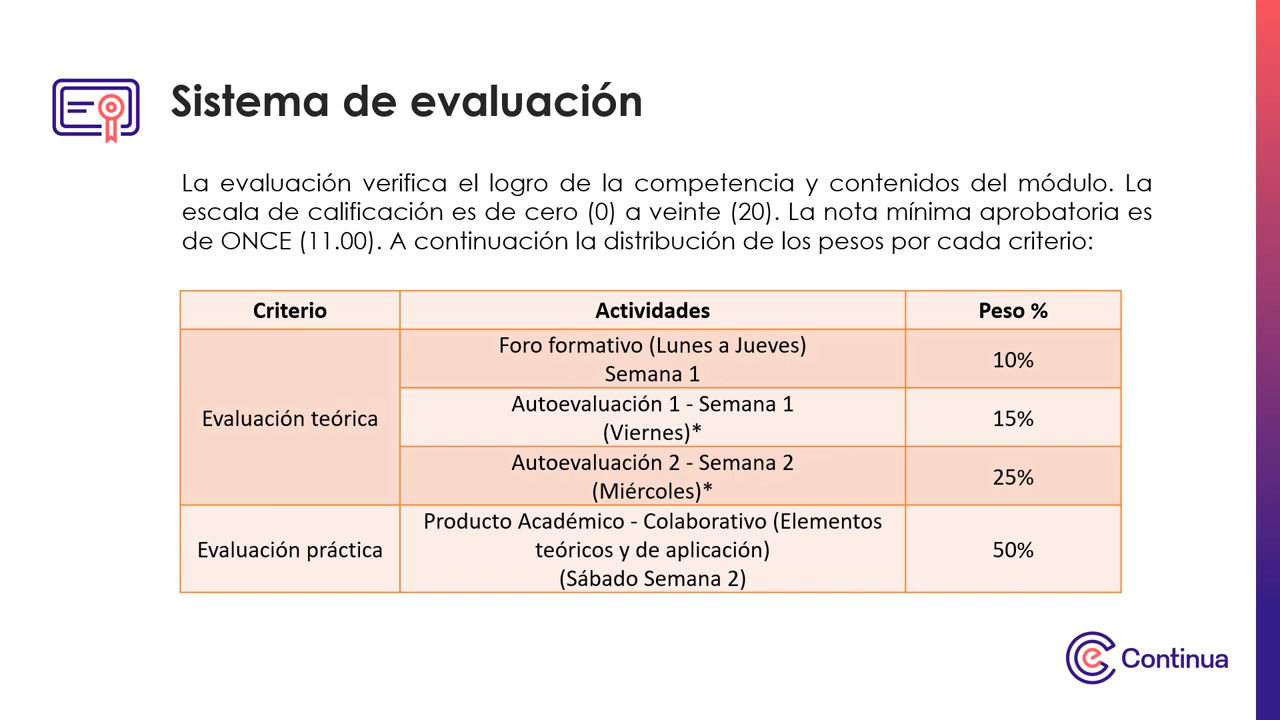 Sistema de evaluación
La evaluación verifica el logro de la competencia y contenidos del módulo. La
escala de calificación es de cero (0) a veinte (20). La nota mínima aprobatoria es
de ONCE (11.00). A continuación la distribución de los pesos por cada criterio:
Criterio Actividades Peso %
Evaluación teórica
Foro formativo (Lunes a Jueves)
Semana 1
10%
Autoevaluación 1 - Semana 1
(Viernes)*
15%
Autoevaluación 2 - Semana 2
(Miércoles)*
25%
Evaluación práctica
Producto Académico - Colaborativo (Elementos
teóricos y de aplicación)
(Sábado Semana 2)
50%
e Continua